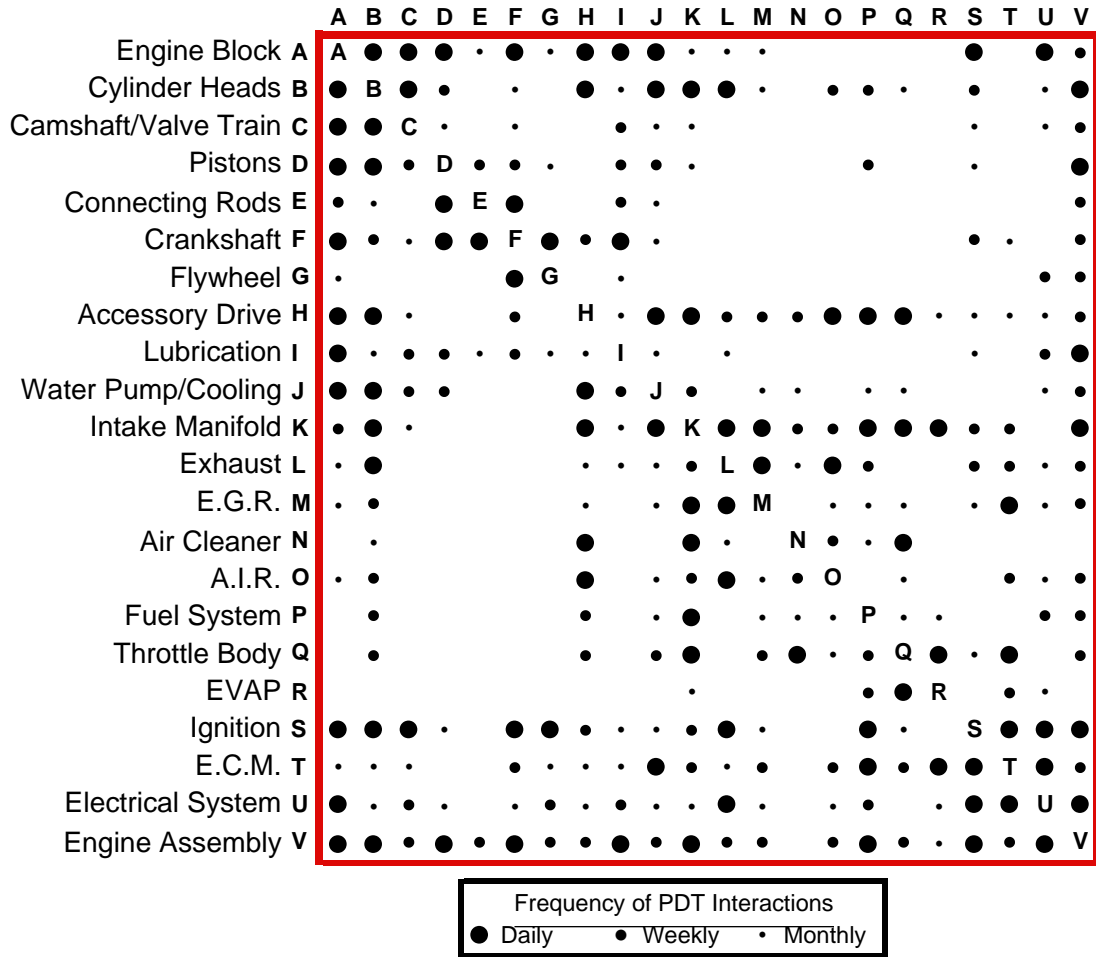 A B C D E F G H I J K L M N O P Q R S T U V
Engine Block A A
Cylinder Heads B B
Camshaft/Valve Train C C
Pistons D D
Connecting Rods E E
Crankshaft F F
Flywheel G G
Accessory Drive H H
Lubrication I I
Water Pump/Cooling J J
Intake Manifold K K
Exhaust L L
E.G.R. M M
Air Cleaner N N
A.I.R. O O
Fuel System P P
Throttle Body Q Q
EVAP R R
Ignition S S
E.C.M. T T
Electrical System U U
Engine Assembly V V
Frequency of PDT Interactions
Daily Weekly Monthly